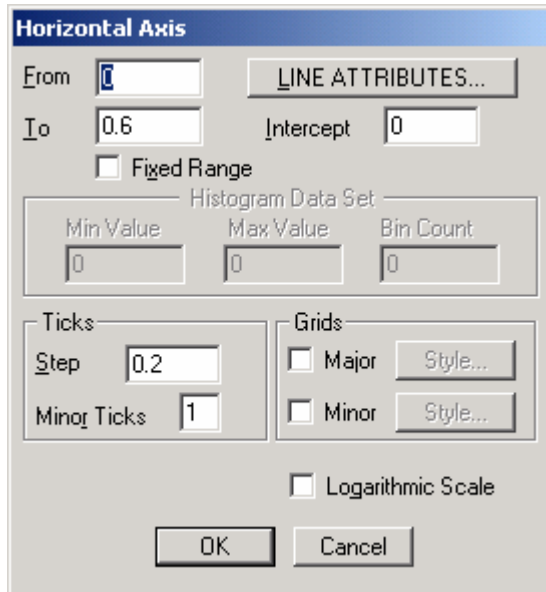 Horizontal Axis
From 0 LINE ATTRIBUTES...
To 0.6 Intercept 0
Fixed Range
Histogram Data Set
Min Value Max Value Bin Count
0 0 0
Ticks Grids
Step 0.2 Major Style...
Minor Ticks 1 Minor Style...
Logarithmic Scale
OK Cancel